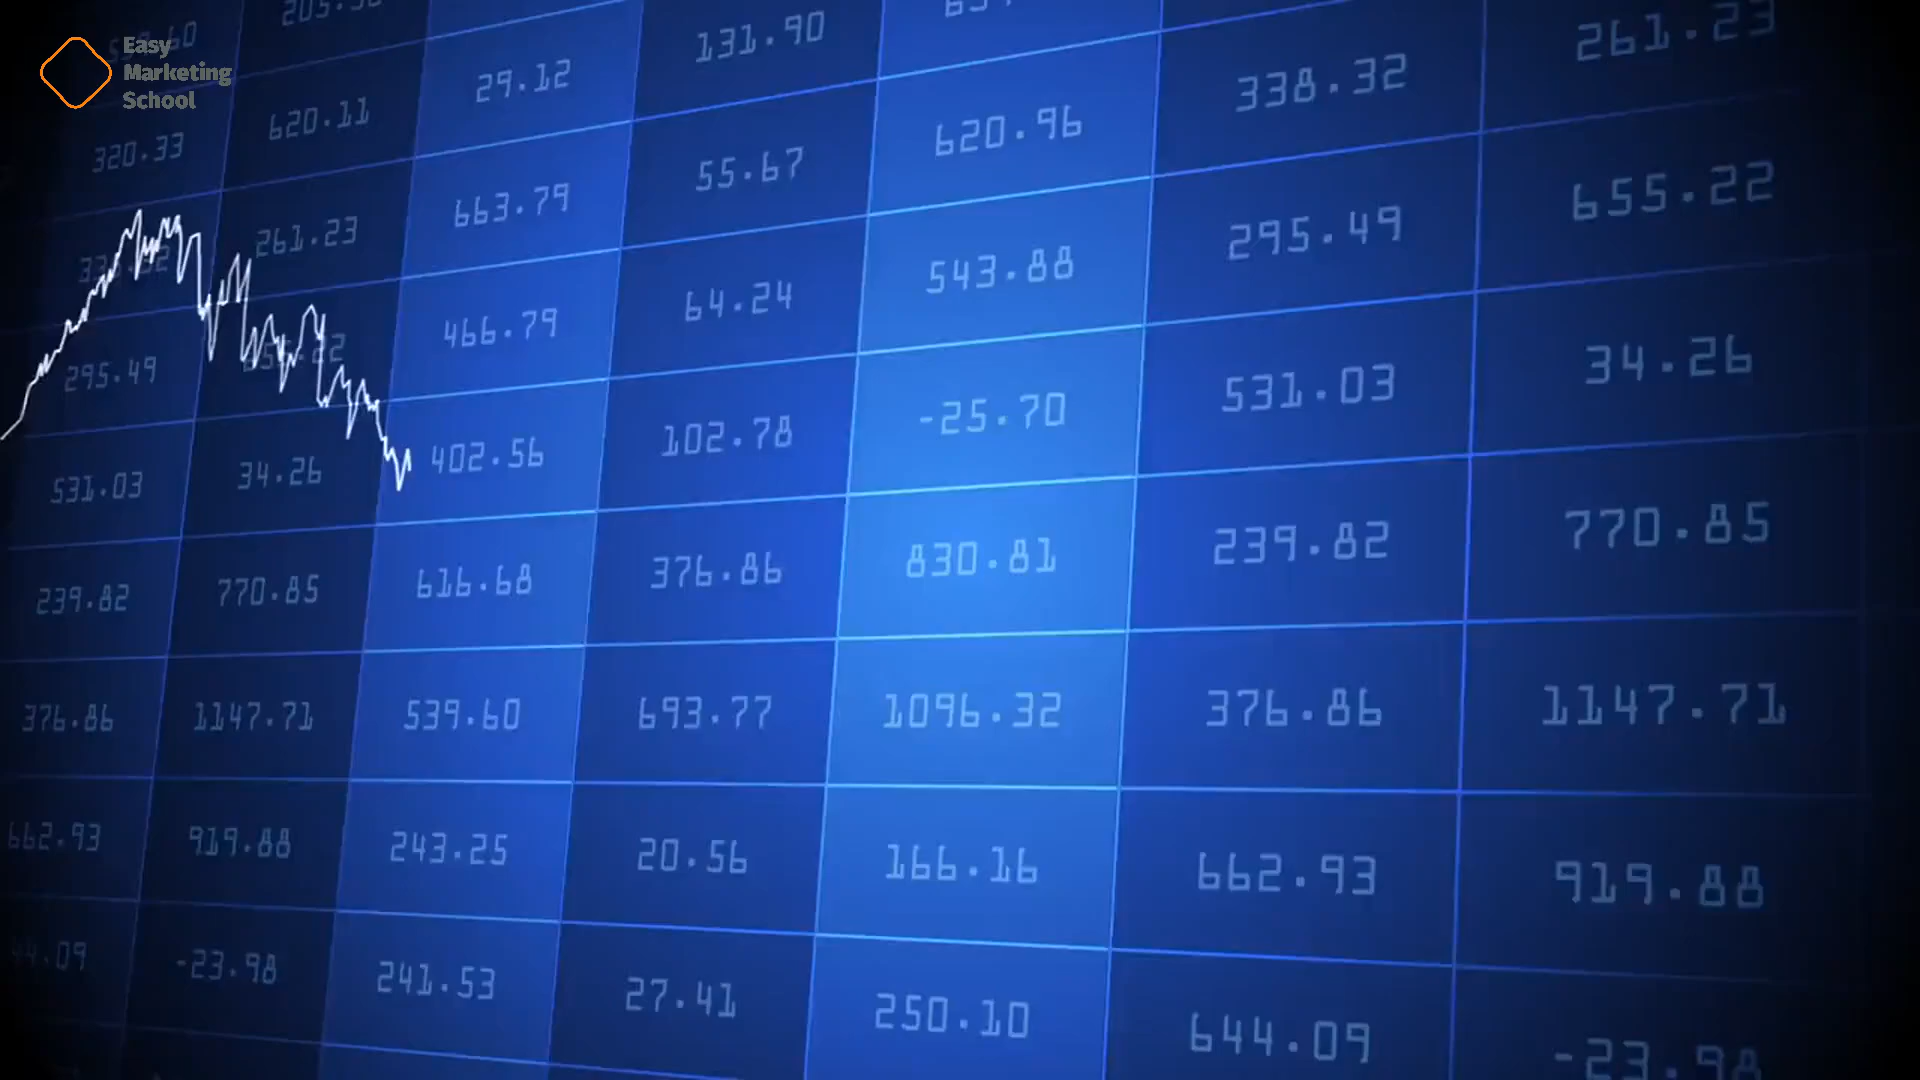 Easy
Marketing
School
29.12 131.90 338.32 261.23
320.33 620.11 663.79 55.67 620.96 295.49 655.22
261.23 466.79 64.24 543.88 531.03 34.26
295.49 402.56 102.78 -25.70 239.82 770.85
531.03 34.26 616.68 376.86 830.81 376.86 1147.71
239.82 770.85 539.60 693.77 1096.32 662.93 919.88
376.86 1147.71 243.25 20.56 166.16 644.09 -23.98
662.93 919.88 241.53 27.41 250.10
-23.98